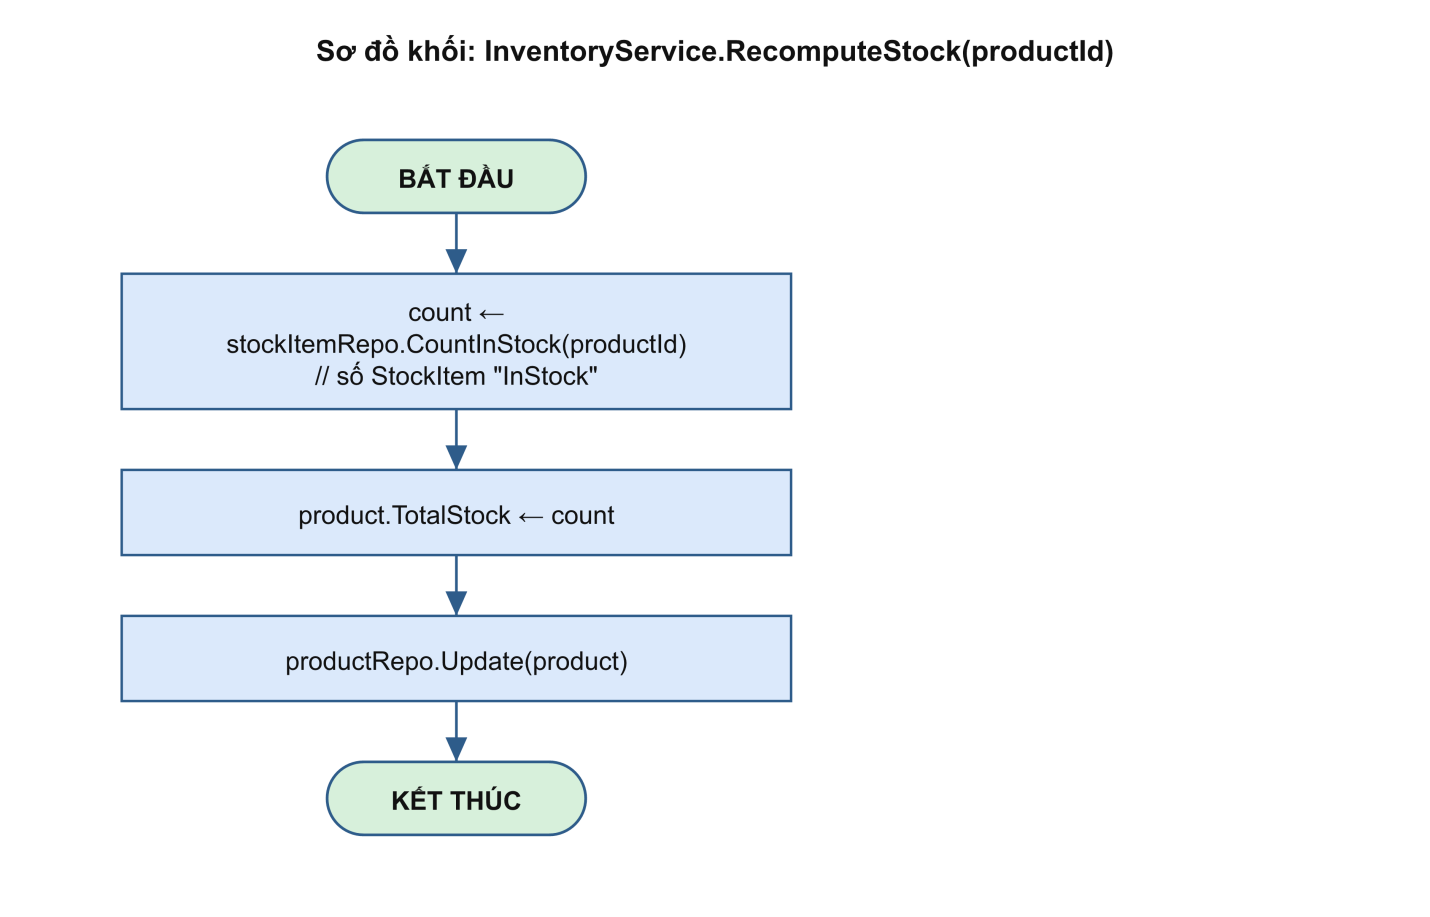 Sơ đồ khối: InventoryService.RecomputeStock(productId)
BẮT ĐẦU
count ←
stockItemRepo.CountInStock(productId)
// số StockItem "InStock"
product.TotalStock ← count
productRepo.Update(product)
KẾT THÚC